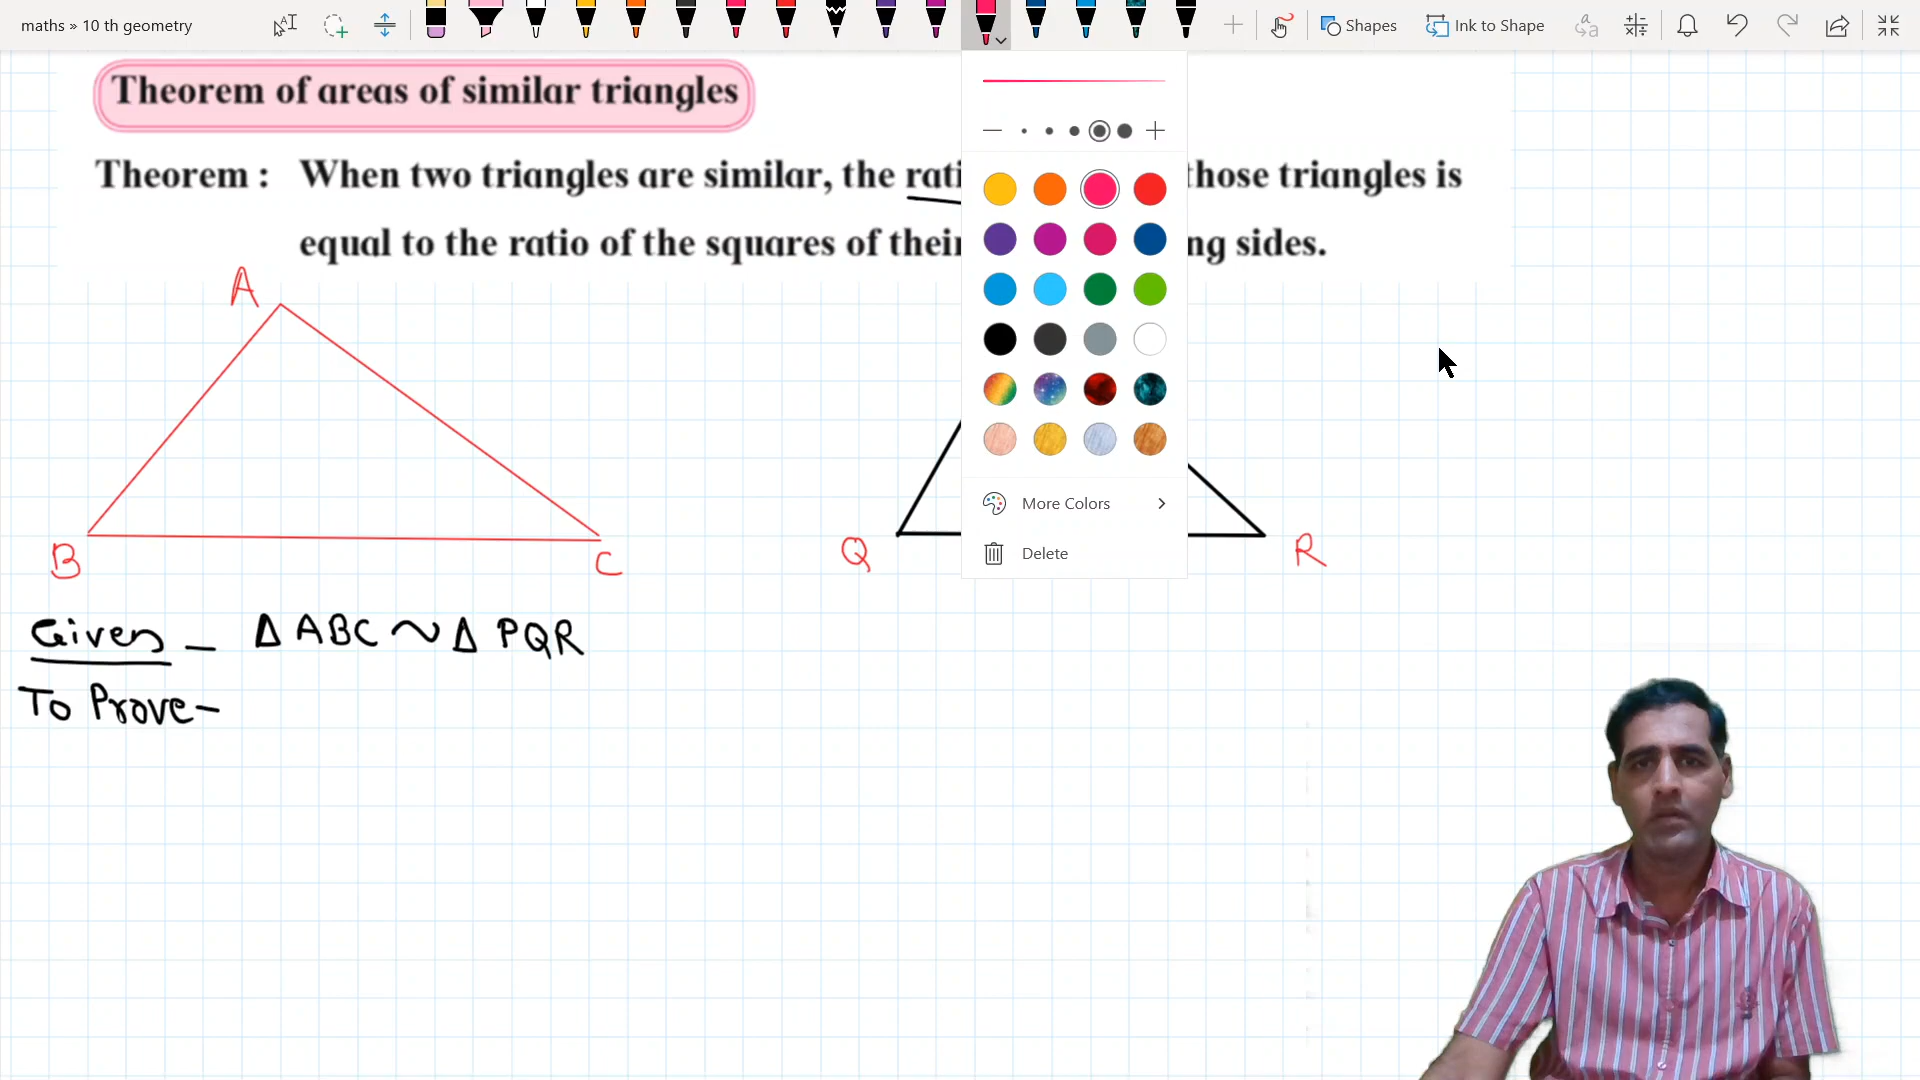 maths » 10 th geometry
Shapes
Ink to Shape
Theorem of areas of similar triangles
Theorem : When two triangles are similar, the rati hose triangles is
equal to the ratio of the squares of thei ng sides.
A
B
C
Q
R
More Colors
Delete
Given - Δ ABC ~ Δ PQR
To Prove -